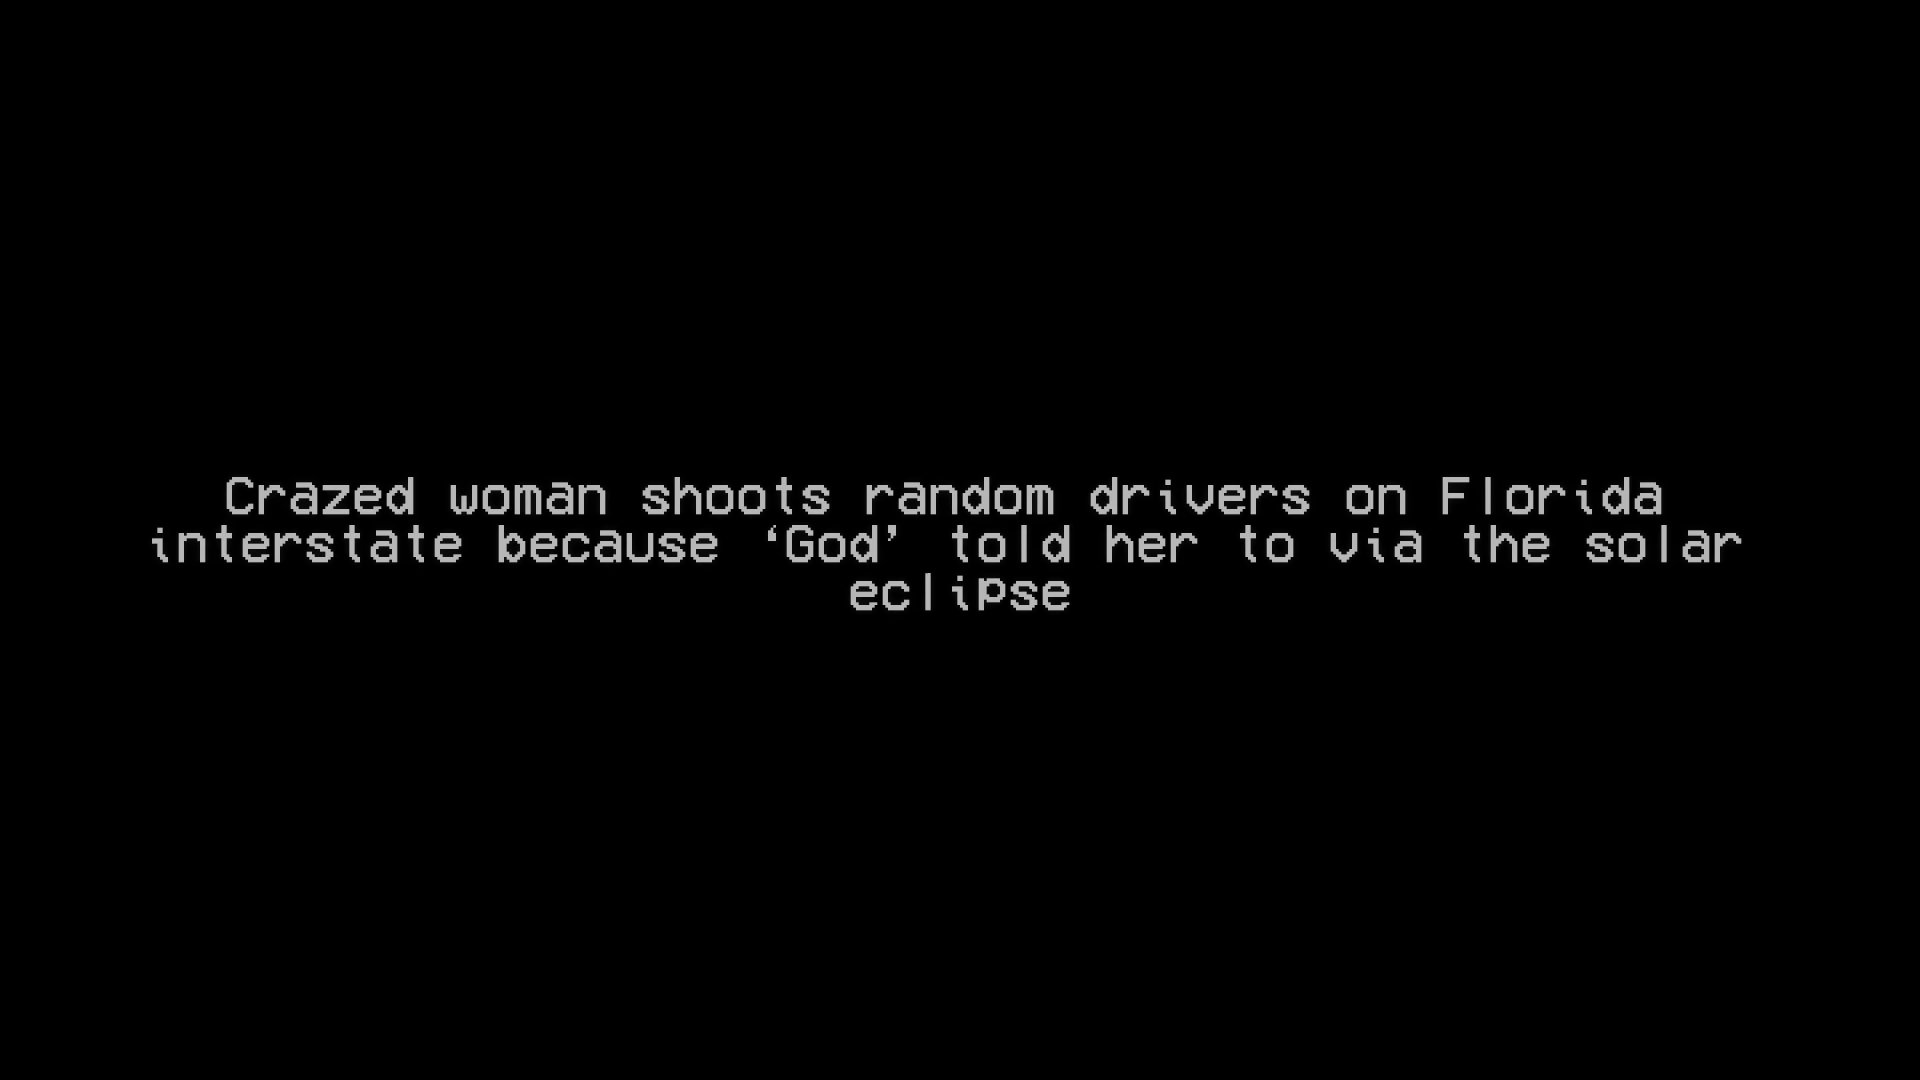 Crazed woman shoots random drivers on Florida
interstate because ‘God’ told her to via the solar
eclipse